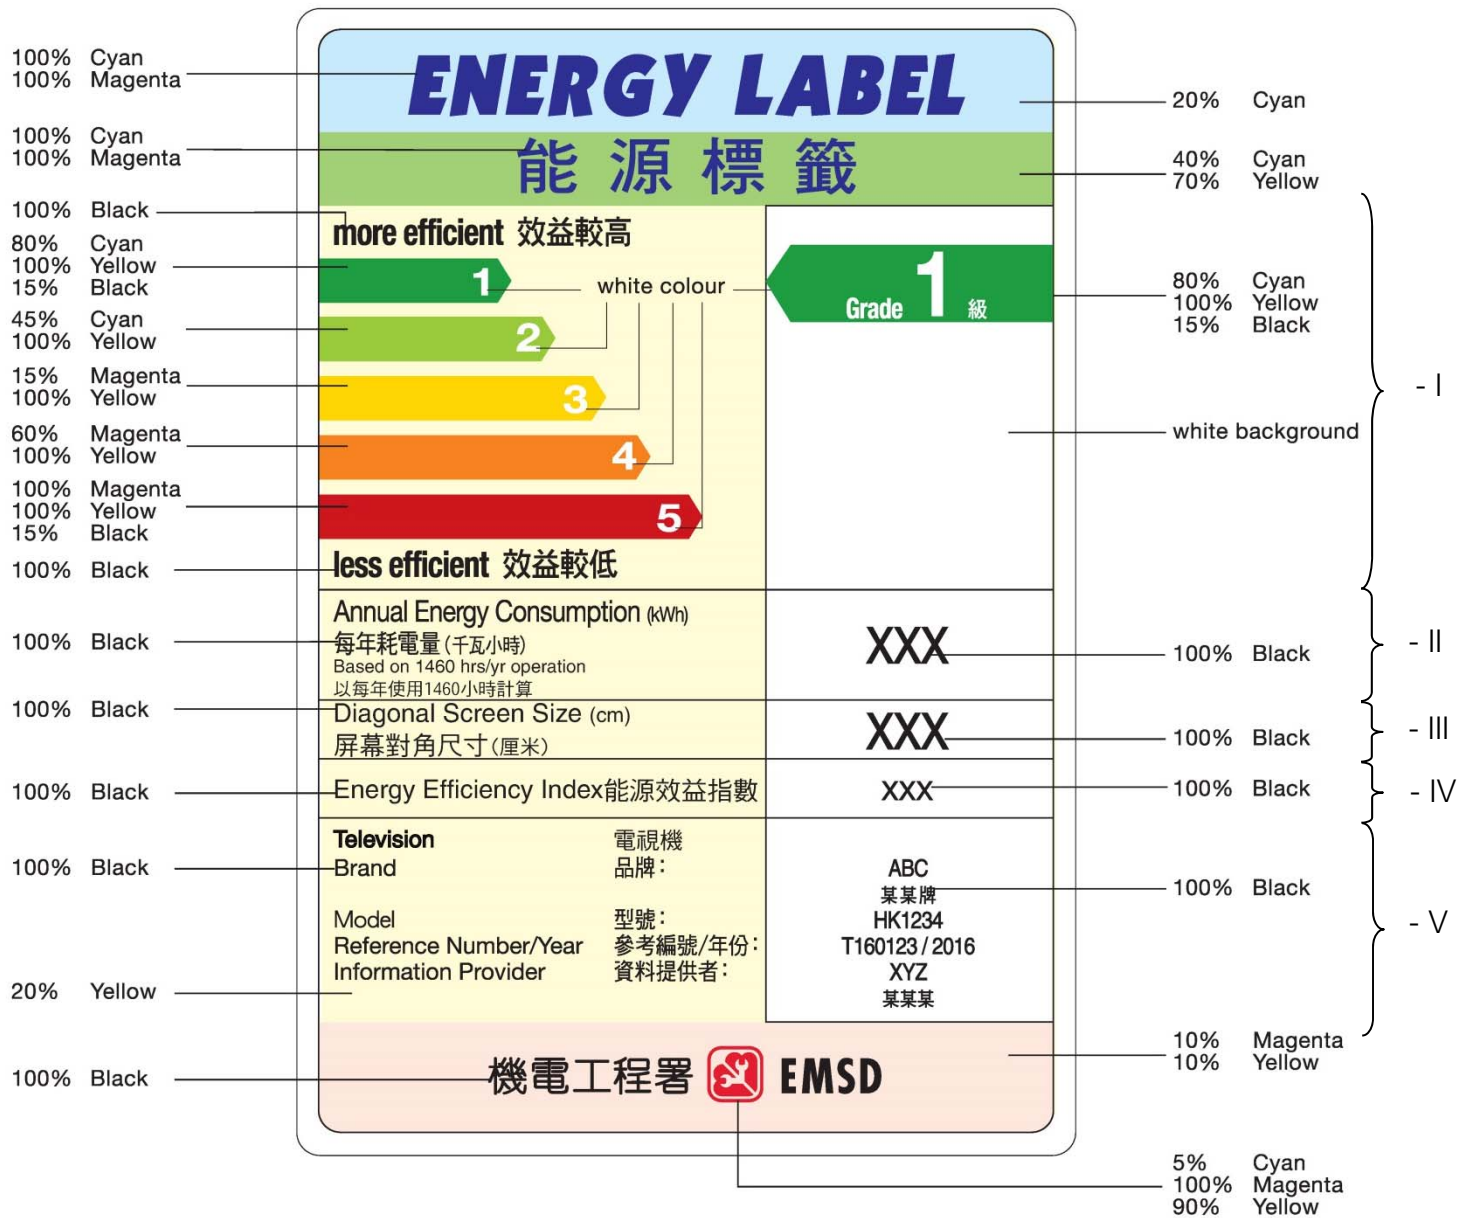 100% Cyan
100% Magenta
ENERGY LABEL
20% Cyan
100% Cyan
100% Magenta
能源標籤
40% Cyan
70% Yellow
100% Black
more efficient 效益較高
80% Cyan
100% Yellow
15% Black
1
white colour
Grade 1 級
80% Cyan
100% Yellow
15% Black
45% Cyan
100% Yellow
2
15% Magenta
100% Yellow
3
- I
60% Magenta
100% Yellow
4
white background
100% Magenta
100% Yellow
15% Black
5
100% Black
less efficient 效益較低
Annual Energy Consumption (kWh)
100% Black
每年耗電量(千瓦小時)
Based on 1460 hrs/yr operation
以每年使用1460小時計算
XXX
100% Black
- II
100% Black
Diagonal Screen Size (cm)
屏幕對角尺寸(厘米)
XXX
100% Black
- III
100% Black
Energy Efficiency Index能源效益指數
XXX
100% Black
- IV
Television 電視機
100% Black
Brand 品牌: ABC
某某牌
100% Black
Model 型號: HK1234
- V
Reference Number/Year 參考編號/年份: T160123 / 2016
Information Provider 資料提供者: XYZ
某某某
20% Yellow
10% Magenta
10% Yellow
100% Black
機電工程署 EMSD
5% Cyan
100% Magenta
90% Yellow